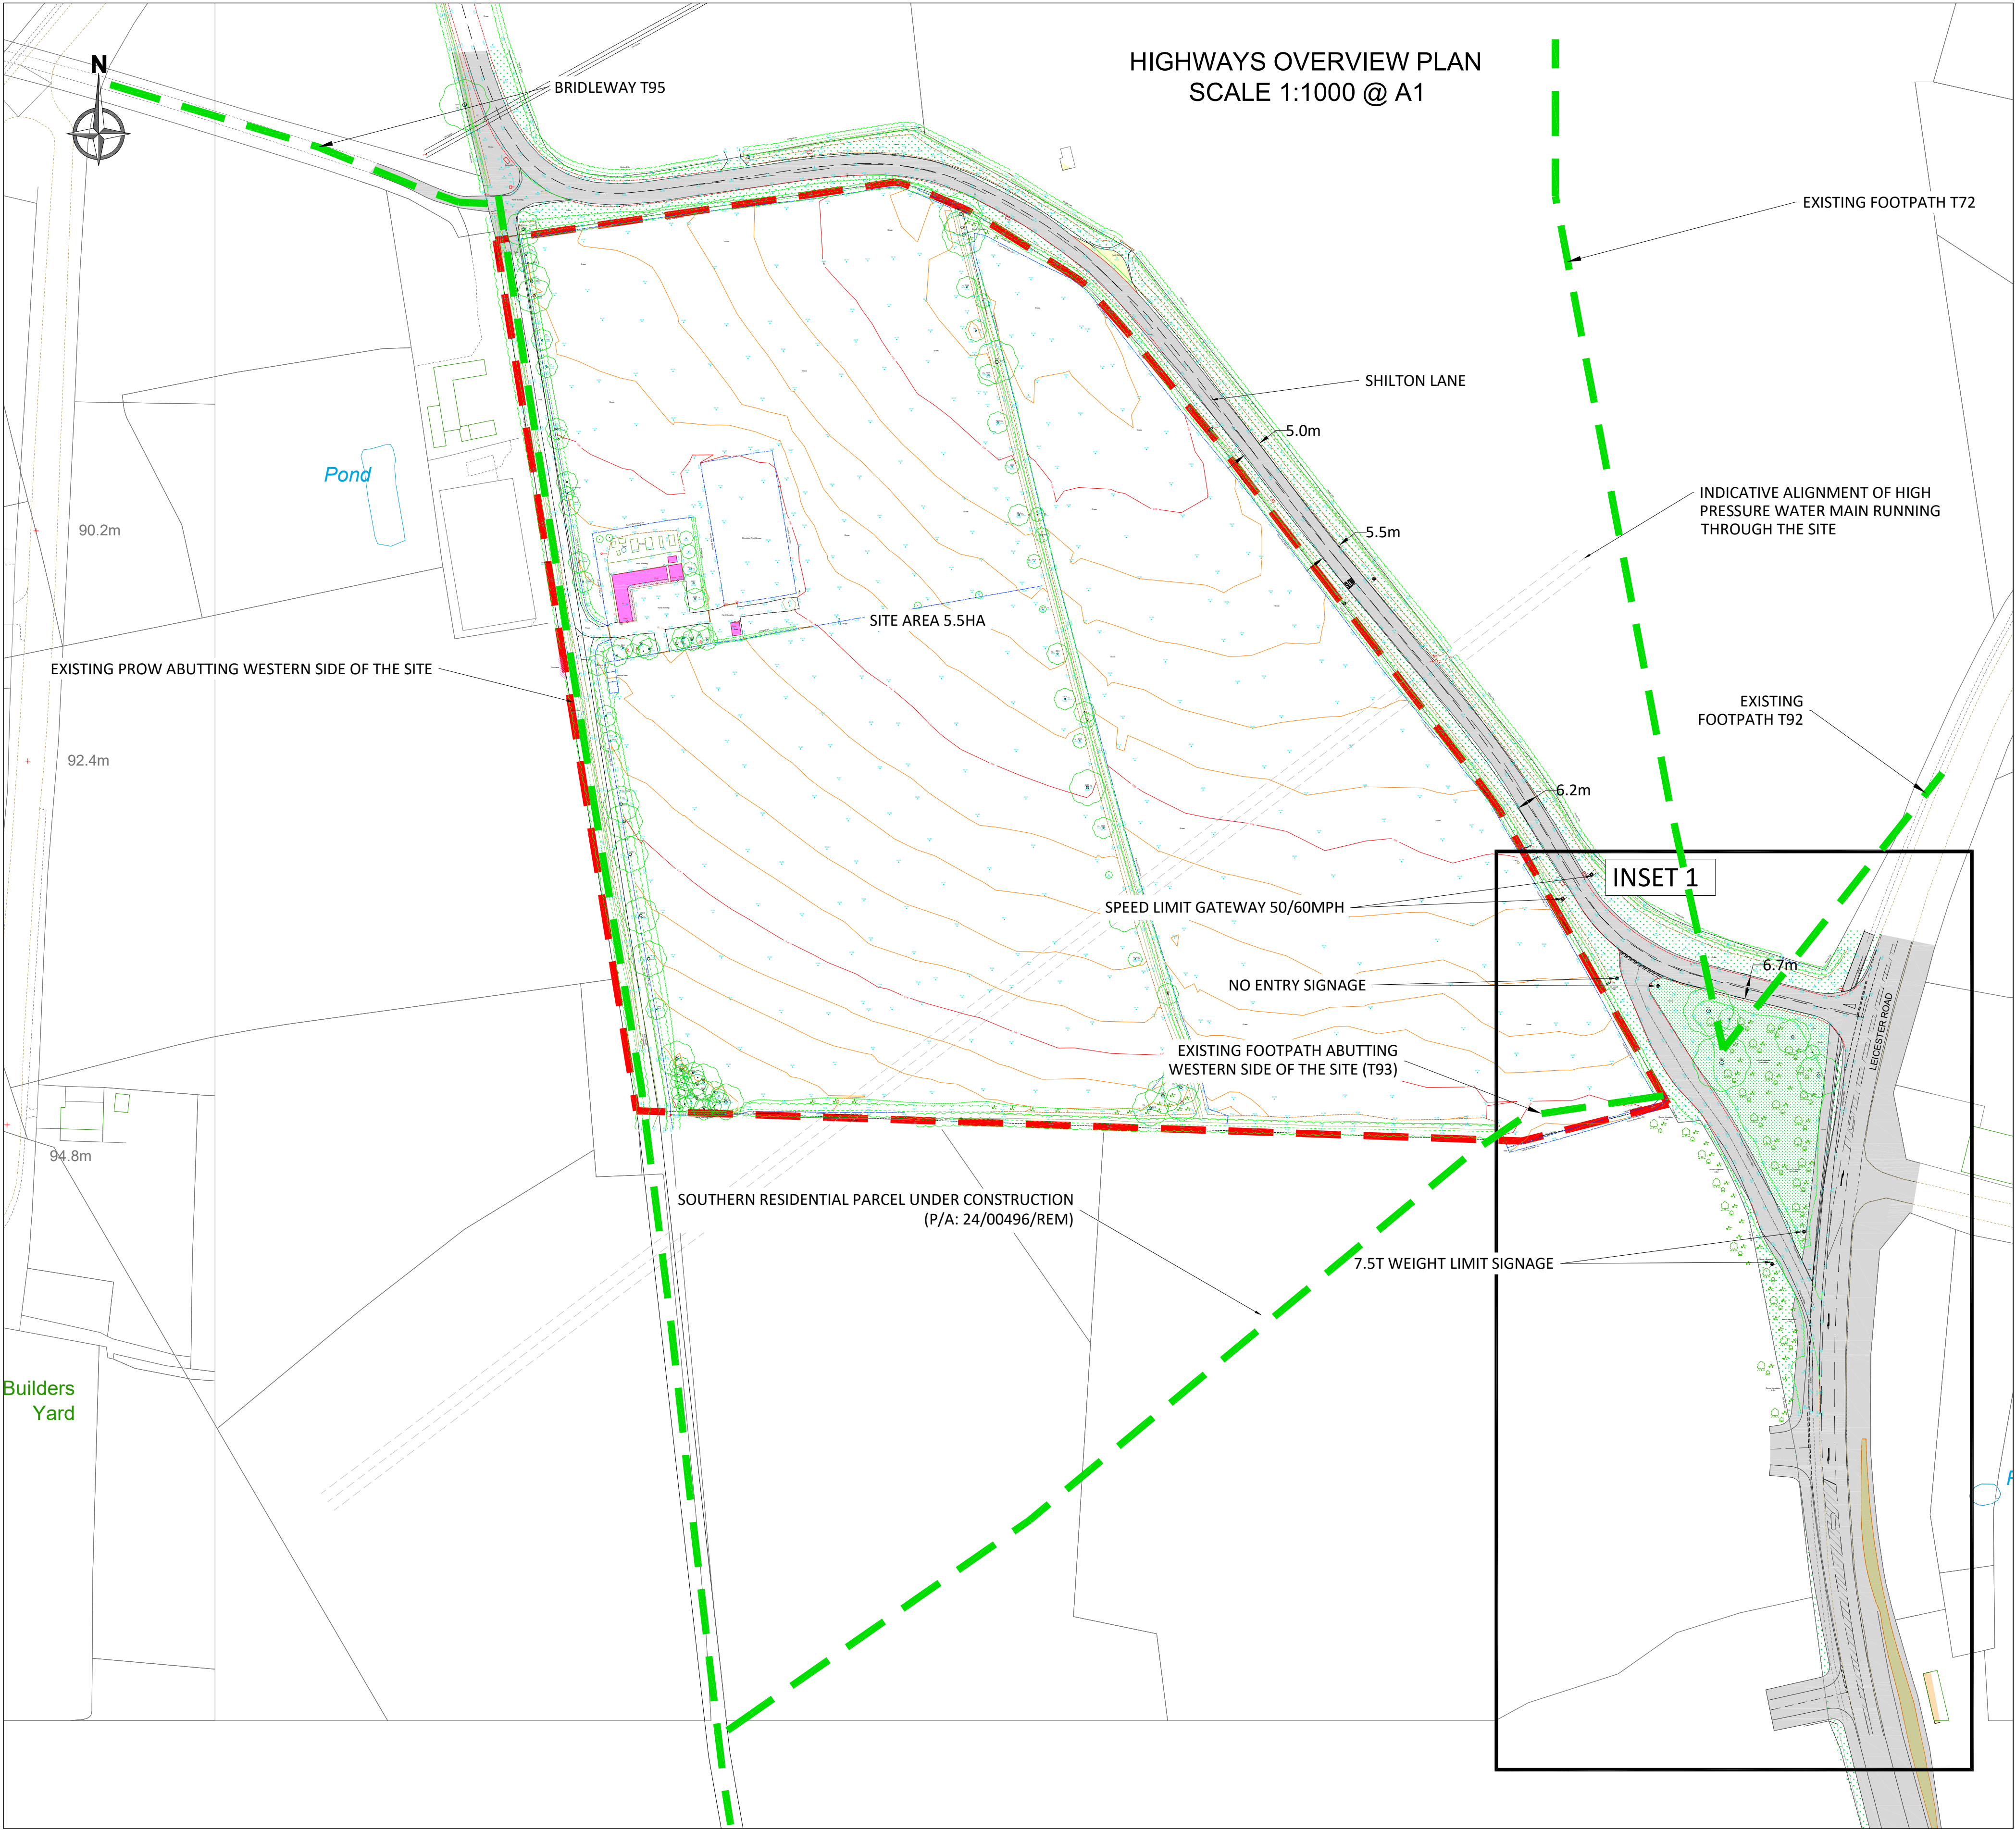 HIGHWAYS OVERVIEW PLAN
SCALE 1:1000 @ A1
N
BRIDLEWAY T95
EXISTING FOOTPATH T72
SHILTON LANE
5.0m
Pond
INDICATIVE ALIGNMENT OF HIGH
PRESSURE WATER MAIN RUNNING
THROUGH THE SITE
90.2m
5.5m
SITE AREA 5.5HA
EXISTING PROW ABUTTING WESTERN SIDE OF THE SITE
EXISTING
FOOTPATH T92
92.4m
6.2m
INSET 1
SPEED LIMIT GATEWAY 50/60MPH
6.7m
NO ENTRY SIGNAGE
LEICESTER ROAD
EXISTING FOOTPATH ABUTTING
WESTERN SIDE OF THE SITE (T93)
94.8m
SOUTHERN RESIDENTIAL PARCEL UNDER CONSTRUCTION
(P/A: 24/00496/REM)
7.5T WEIGHT LIMIT SIGNAGE
Builders
Yard